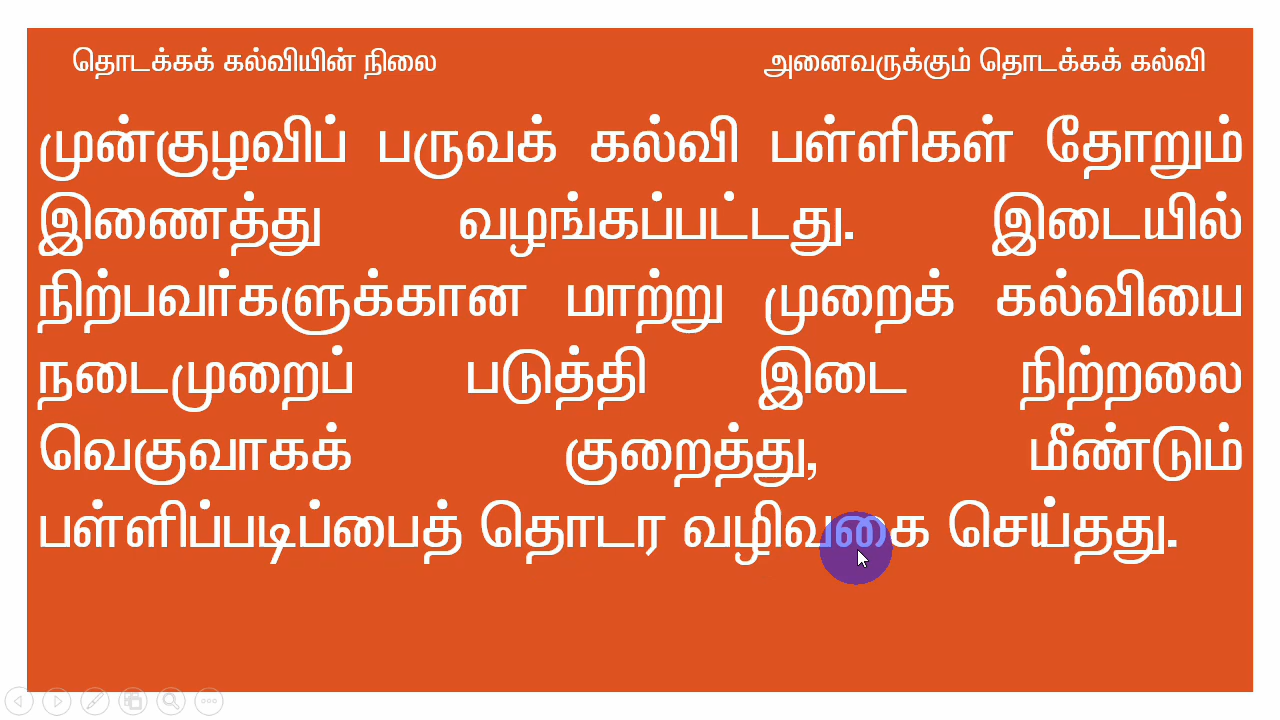 தொடக்கக் கல்வியின் நிலை
அனைவருக்கும் தொடக்கக் கல்வி
முன்குழவிப் பருவக் கல்வி பள்ளிகள் தோறும்
இணைத்து வழங்கப்பட்டது. இடையில்
நிற்பவர்களுக்கான மாற்று முறைக் கல்வியை
நடைமுறைப் படுத்தி இடை நிற்றலை
வெகுவாகக் குறைத்து, மீண்டும்
பள்ளிப்படிப்பைத் தொடர வழிவகை செய்தது.